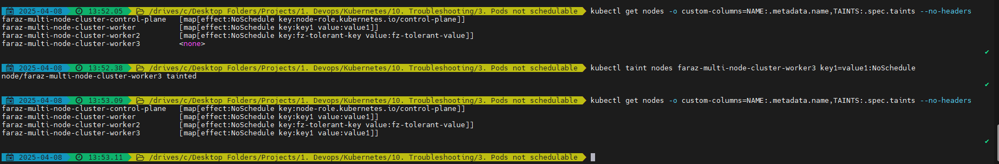 2025-04-08 13:52.05 /drives/c/Desktop Folders/Projects/1. Devops/Kubernetes/10. Troubleshooting/3. Pods not schedulable kubectl get nodes -o custom-columns=NAME:.metadata.name,TAINTS:.spec.taints --no-headers
faraz-multi-node-cluster-control-plane [map[effect:NoSchedule key:node-role.kubernetes.io/control-plane]]
faraz-multi-node-cluster-worker [map[effect:NoSchedule key:key1 value:value1]]
faraz-multi-node-cluster-worker2 [map[effect:NoSchedule key:fz-tolerant-key value:fz-tolerant-value]]
faraz-multi-node-cluster-worker3 <none>
✔
2025-04-08 13:52.38 /drives/c/Desktop Folders/Projects/1. Devops/Kubernetes/10. Troubleshooting/3. Pods not schedulable kubectl taint nodes faraz-multi-node-cluster-worker3 key1=value1:NoSchedule
node/faraz-multi-node-cluster-worker3 tainted
✔
2025-04-08 13:53.09 /drives/c/Desktop Folders/Projects/1. Devops/Kubernetes/10. Troubleshooting/3. Pods not schedulable kubectl get nodes -o custom-columns=NAME:.metadata.name,TAINTS:.spec.taints --no-headers
faraz-multi-node-cluster-control-plane [map[effect:NoSchedule key:node-role.kubernetes.io/control-plane]]
faraz-multi-node-cluster-worker [map[effect:NoSchedule key:key1 value:value1]]
faraz-multi-node-cluster-worker2 [map[effect:NoSchedule key:fz-tolerant-key value:fz-tolerant-value]]
faraz-multi-node-cluster-worker3 [map[effect:NoSchedule key:key1 value:value1]]
✔
2025-04-08 13:53.11 /drives/c/Desktop Folders/Projects/1. Devops/Kubernetes/10. Troubleshooting/3. Pods not schedulable